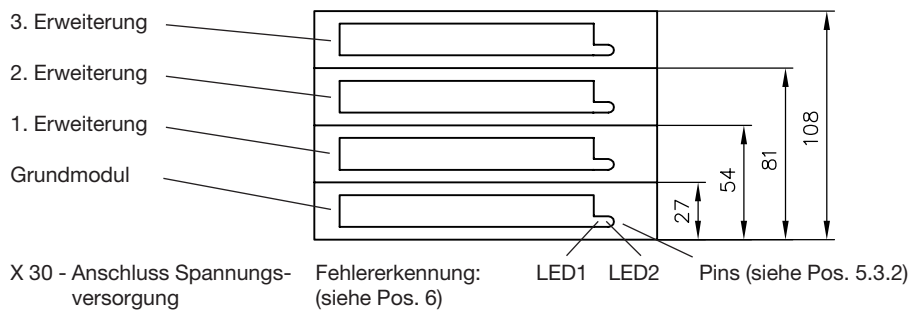 3. Erweiterung
2. Erweiterung
1. Erweiterung
Grundmodul
27
54
81
108
X 30 - Anschluss Spannungs-
versorgung
Fehlererkennung:
(siehe Pos. 6)
LED1
LED2
Pins (siehe Pos. 5.3.2)